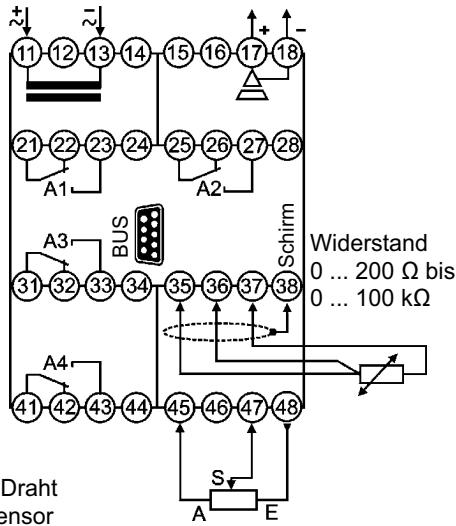 ~+ ~−
11 12 13 14 15 16 17 18
+ −
21 22 23 24 25 26 27 28
A1 A2
BUS
Schirm
A3
Widerstand
0 ... 200 Ω bis
0 ... 100 kΩ
31 32 33 34 35 36 37 38
A4
41 42 43 44 45 46 47 48
Draht
ensor
S
A E